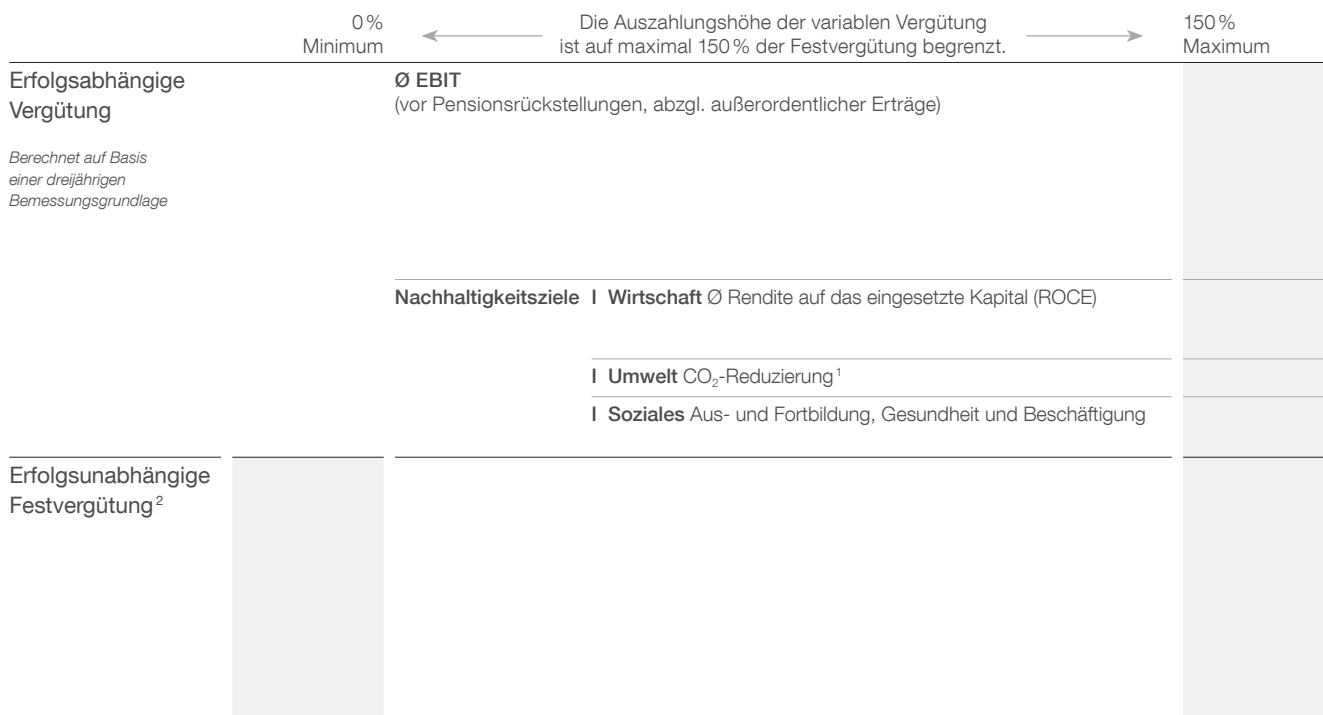 0 %
Minimum
Die Auszahlungshöhe der variablen Vergütung
ist auf maximal 150 % der Festvergütung begrenzt.
150 %
Maximum
Erfolgsabhängige
Vergütung
Berechnet auf Basis
einer dreijährigen
Bemessungsgrundlage
Ø EBIT
(vor Pensionsrückstellungen, abzgl. außerordentlicher Erträge)
Nachhaltigkeitsziele I Wirtschaft Ø Rendite auf das eingesetzte Kapital (ROCE)
I Umwelt CO₂-Reduzierung ¹
I Soziales Aus- und Fortbildung, Gesundheit und Beschäftigung
Erfolgsunabhängige
Festvergütung ²